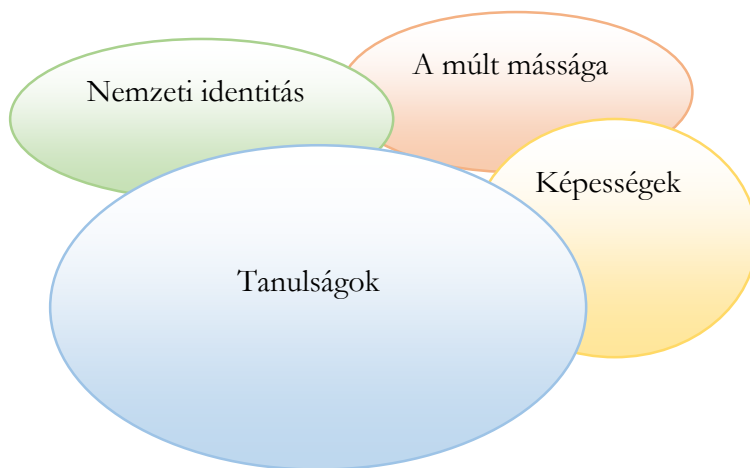 Nemzeti identitás
A múlt mássága
Képességek
Tanulságok